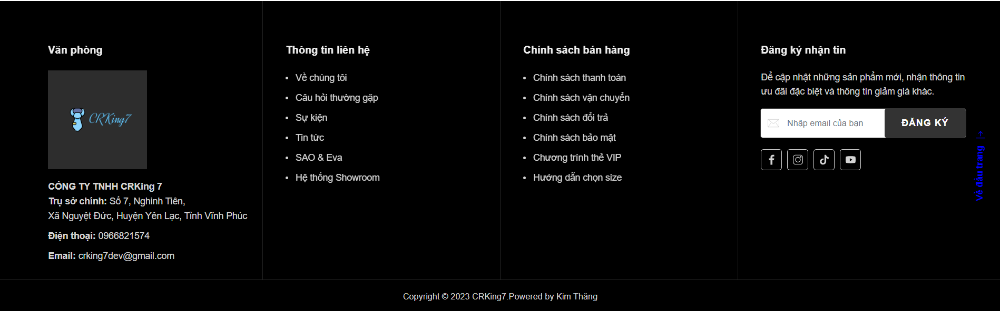 Văn phòng
CRKing7
CÔNG TY TNHH CRKing 7
Trụ sở chính: Số 7, Nghinh Tiên,
Xã Nguyệt Đức, Huyện Yên Lạc, Tỉnh Vĩnh Phúc
Điện thoại: 0966821574
Email: crking7dev@gmail.com
Thông tin liên hệ
Về chúng tôi
Câu hỏi thường gặp
Sự kiện
Tin tức
SAO & Eva
Hệ thống Showroom
Chính sách bán hàng
Chính sách thanh toán
Chính sách vận chuyển
Chính sách đổi trả
Chính sách bảo mật
Chương trình thẻ VIP
Hướng dẫn chọn size
Đăng ký nhận tin
Để cập nhật những sản phẩm mới, nhận thông tin
ưu đãi đặc biệt và thông tin giảm giá khác.
Nhập email của bạn
ĐĂNG KÝ
Về đầu trang
Copyright © 2023 CRKing7.Powered by Kim Thăng